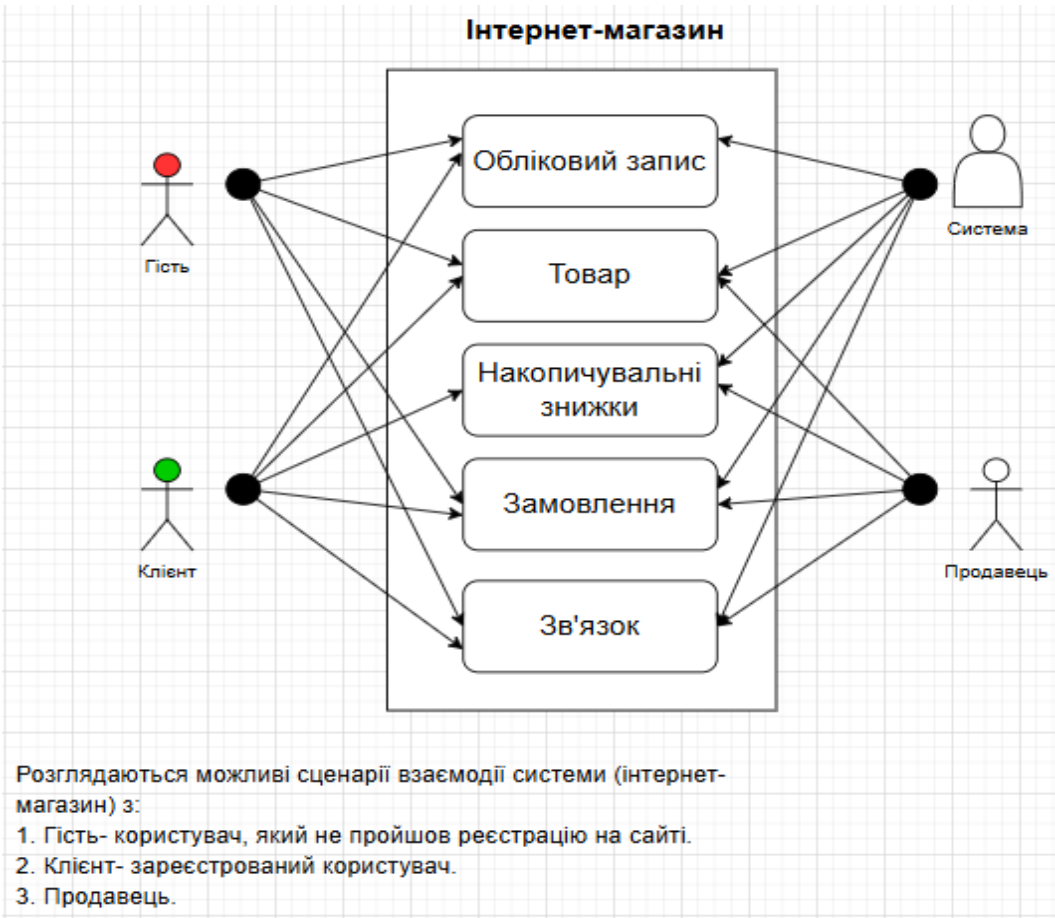 Інтернет-магазин
Обліковий запис
Система
Гість
Товар
Накопичувальні
знижки
Замовлення
Клієнт
Продавець
Зв'язок
Розглядаються можливі сценарії взаємодії системи (інтернет-
магазин) з:
1. Гість- користувач, який не пройшов реєстрацію на сайті.
2. Клієнт- зареєстрований користувач.
3. Продавець.